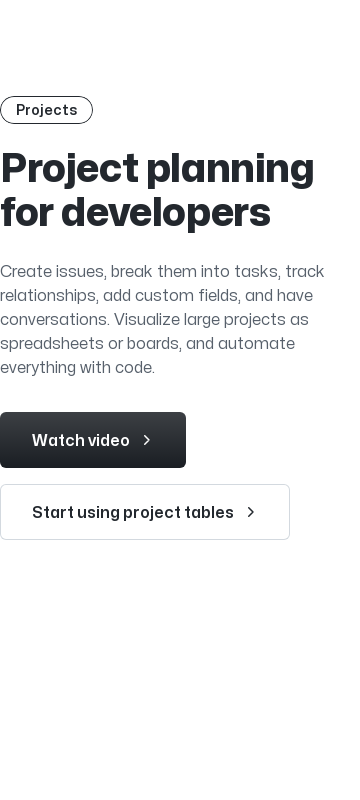 Projects
Project planning
for developers
Create issues, break them into tasks, track
relationships, add custom fields, and have
conversations. Visualize large projects as
spreadsheets or boards, and automate
everything with code.
Watch video
Start using project tables